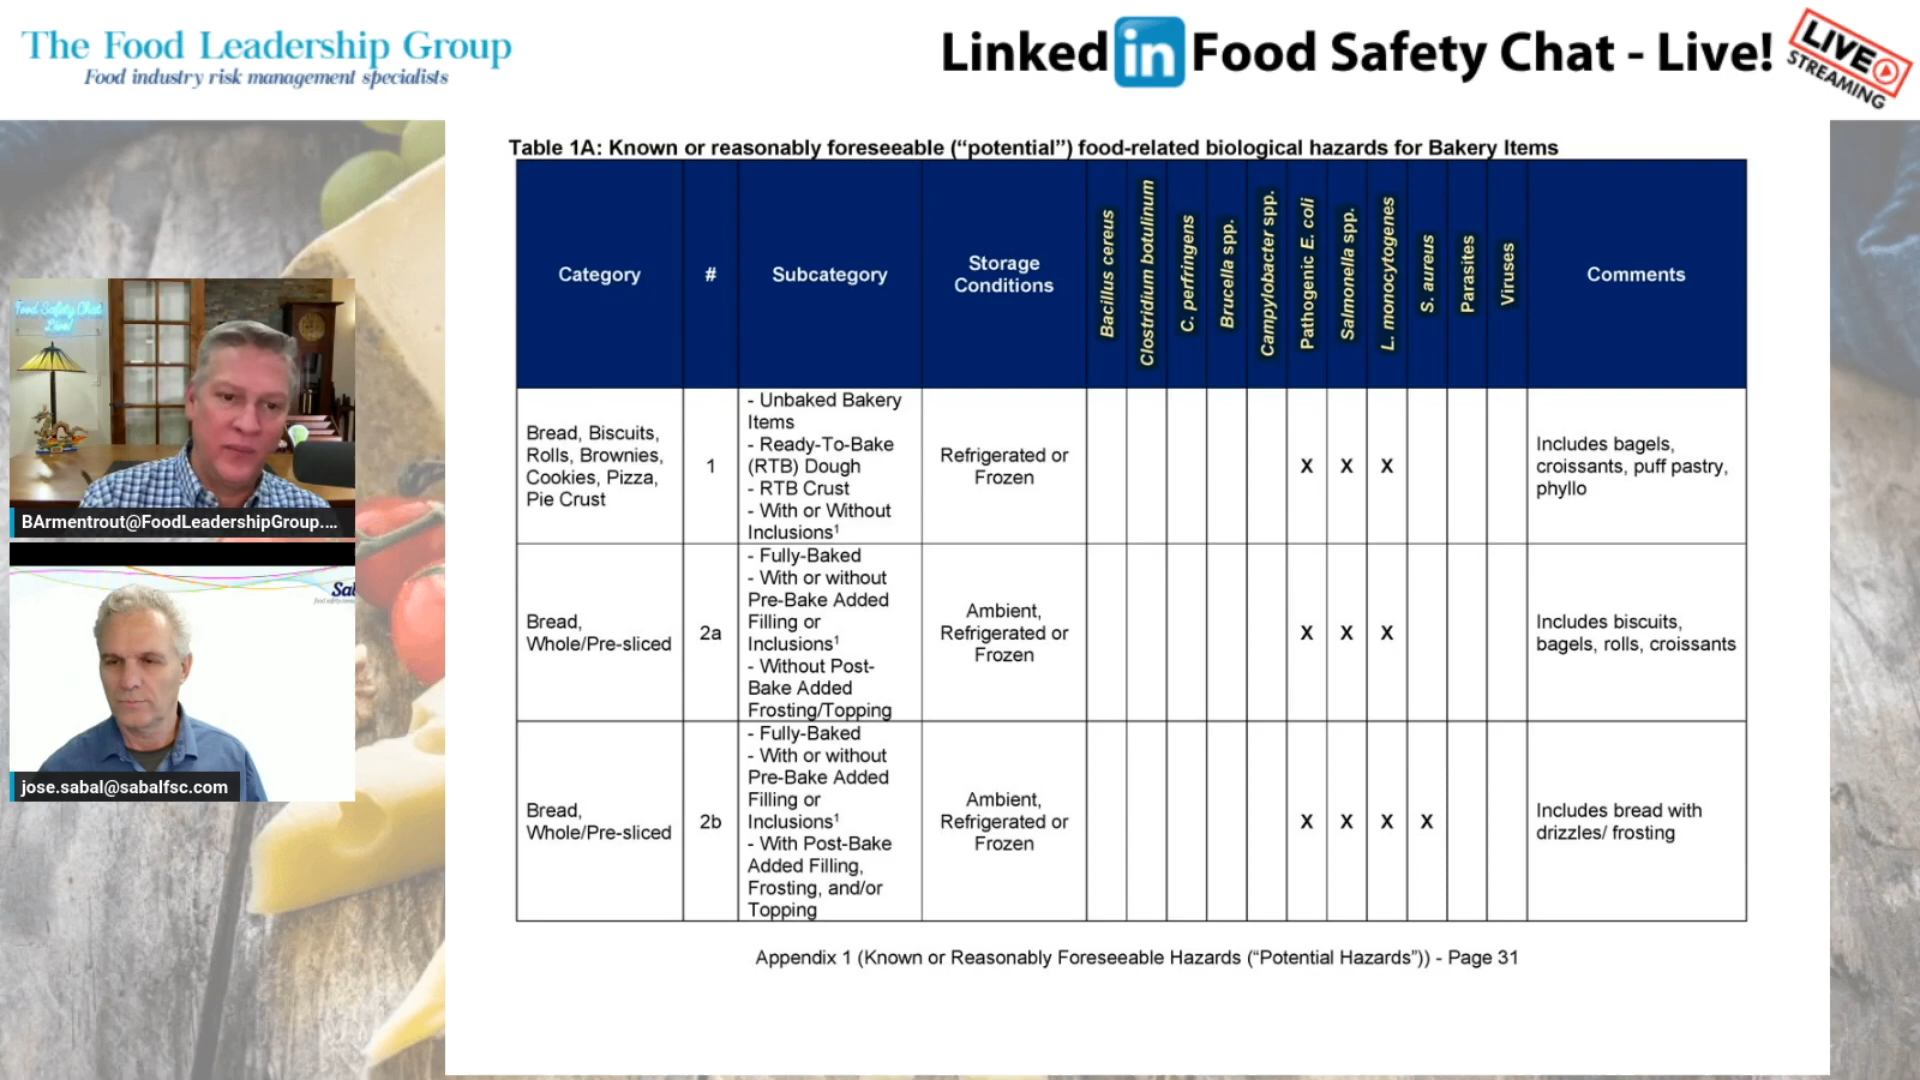 The Food Leadership Group
Food industry risk management specialists
Linked in Food Safety Chat - Live!
LIVE
STREAMING
Food Safety Chat
Live!
BArmentrout@FoodLeadershipGroup....
Sal
jose.sabal@sabalfsc.com
Table 1A: Known or reasonably foreseeable (“potential”) food-related biological hazards for Bakery Items
Category
#
Subcategory
Storage
Conditions
Bacillus cereus
Clostridium botulinum
C. perfringens
Brucella spp.
Campylobacter spp.
Pathogenic E. coli
Salmonella spp.
L. monocytogenes
S. aureus
Parasites
Viruses
Comments
Bread, Biscuits,
Rolls, Brownies,
Cookies, Pizza,
Pie Crust
1
- Unbaked Bakery
Items
- Ready-To-Bake
(RTB) Dough
- RTB Crust
- With or Without
Inclusions¹
Refrigerated or
Frozen
X X X
Includes bagels,
croissants, puff pastry,
phyllo
Bread,
Whole/Pre-sliced
2a
- Fully-Baked
- With or without
Pre-Bake Added
Filling or
Inclusions¹
- Without Post-
Bake Added
Frosting/Topping
Ambient,
Refrigerated or
Frozen
X X X
Includes biscuits,
bagels, rolls, croissants
Bread,
Whole/Pre-sliced
2b
- Fully-Baked
- With or without
Pre-Bake Added
Filling or
Inclusions¹
- With Post-Bake
Added Filling,
Frosting, and/or
Topping
Ambient,
Refrigerated or
Frozen
X X X X
Includes bread with
drizzles/ frosting
Appendix 1 (Known or Reasonably Foreseeable Hazards (“Potential Hazards”)) - Page 31